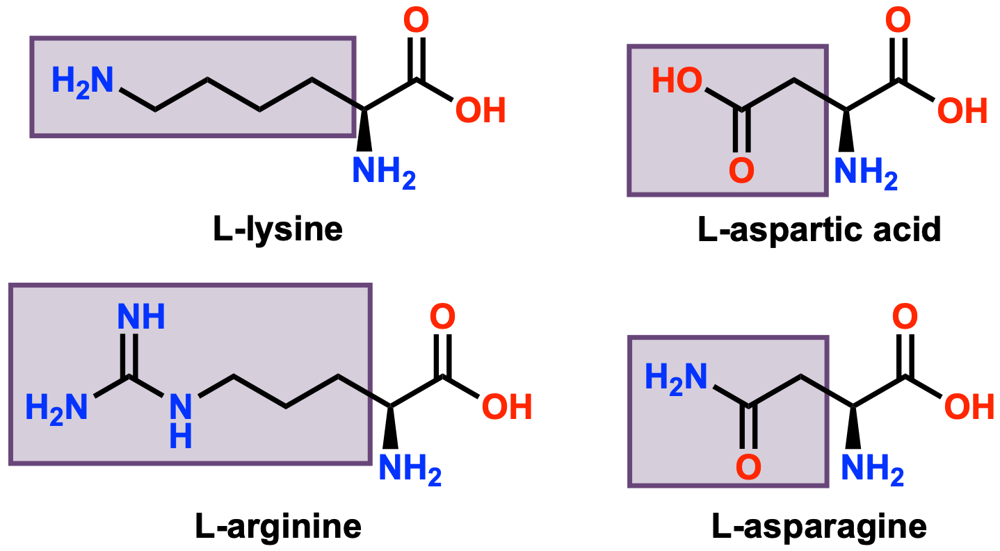 O
H₂N
OH
NH₂
L-lysine
O
HO
OH
O
NH₂
L-aspartic acid
NH
O
H₂N
N
H
OH
NH₂
L-arginine
O
H₂N
OH
O
NH₂
L-asparagine